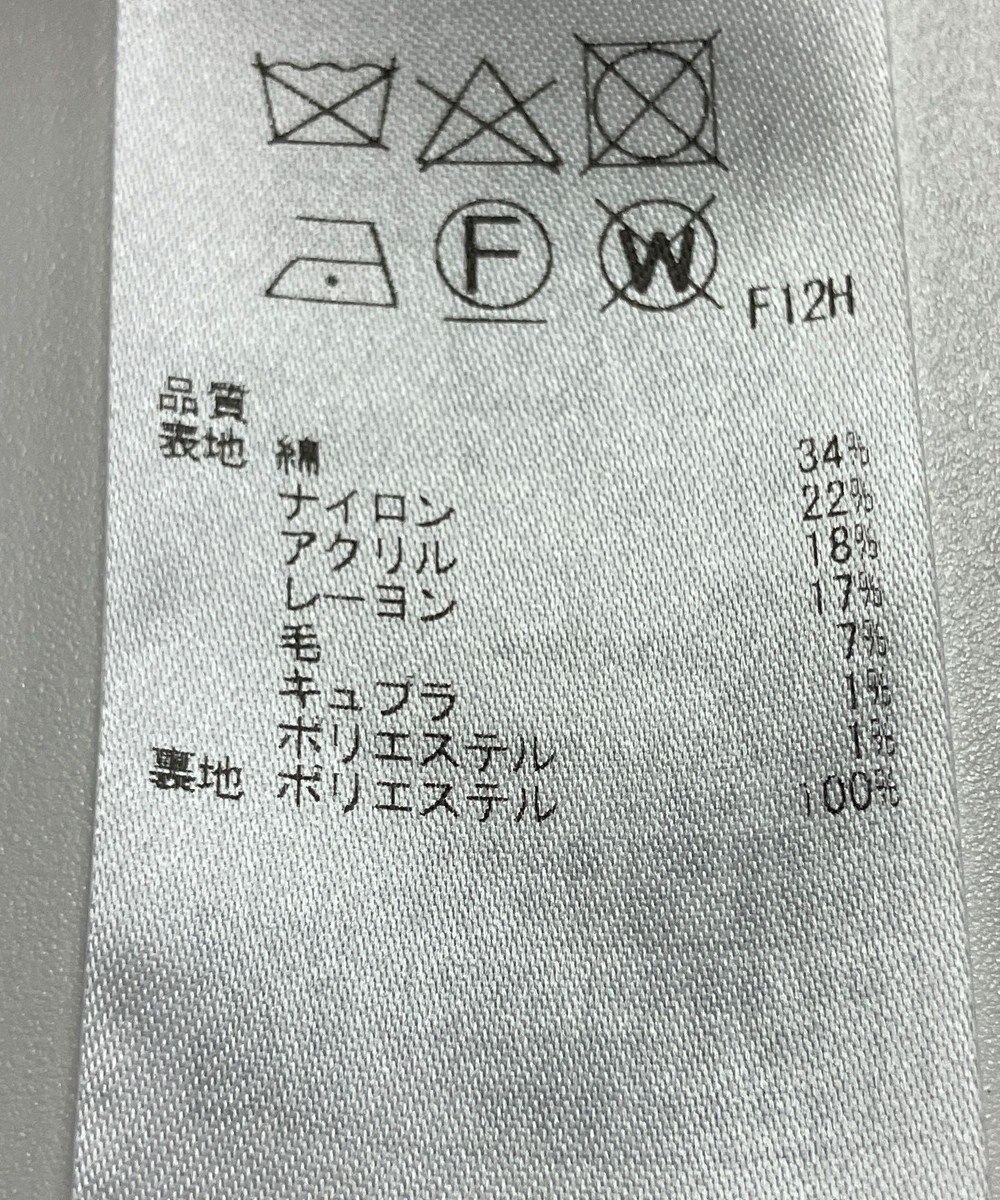 F W F12H
品質
表地 綿 34%
ナイロン 22%
アクリル 18%
レーヨン 17%
毛 7%
キュプラ 1%
ポリエステル 1%
裏地 ポリエステル 100%